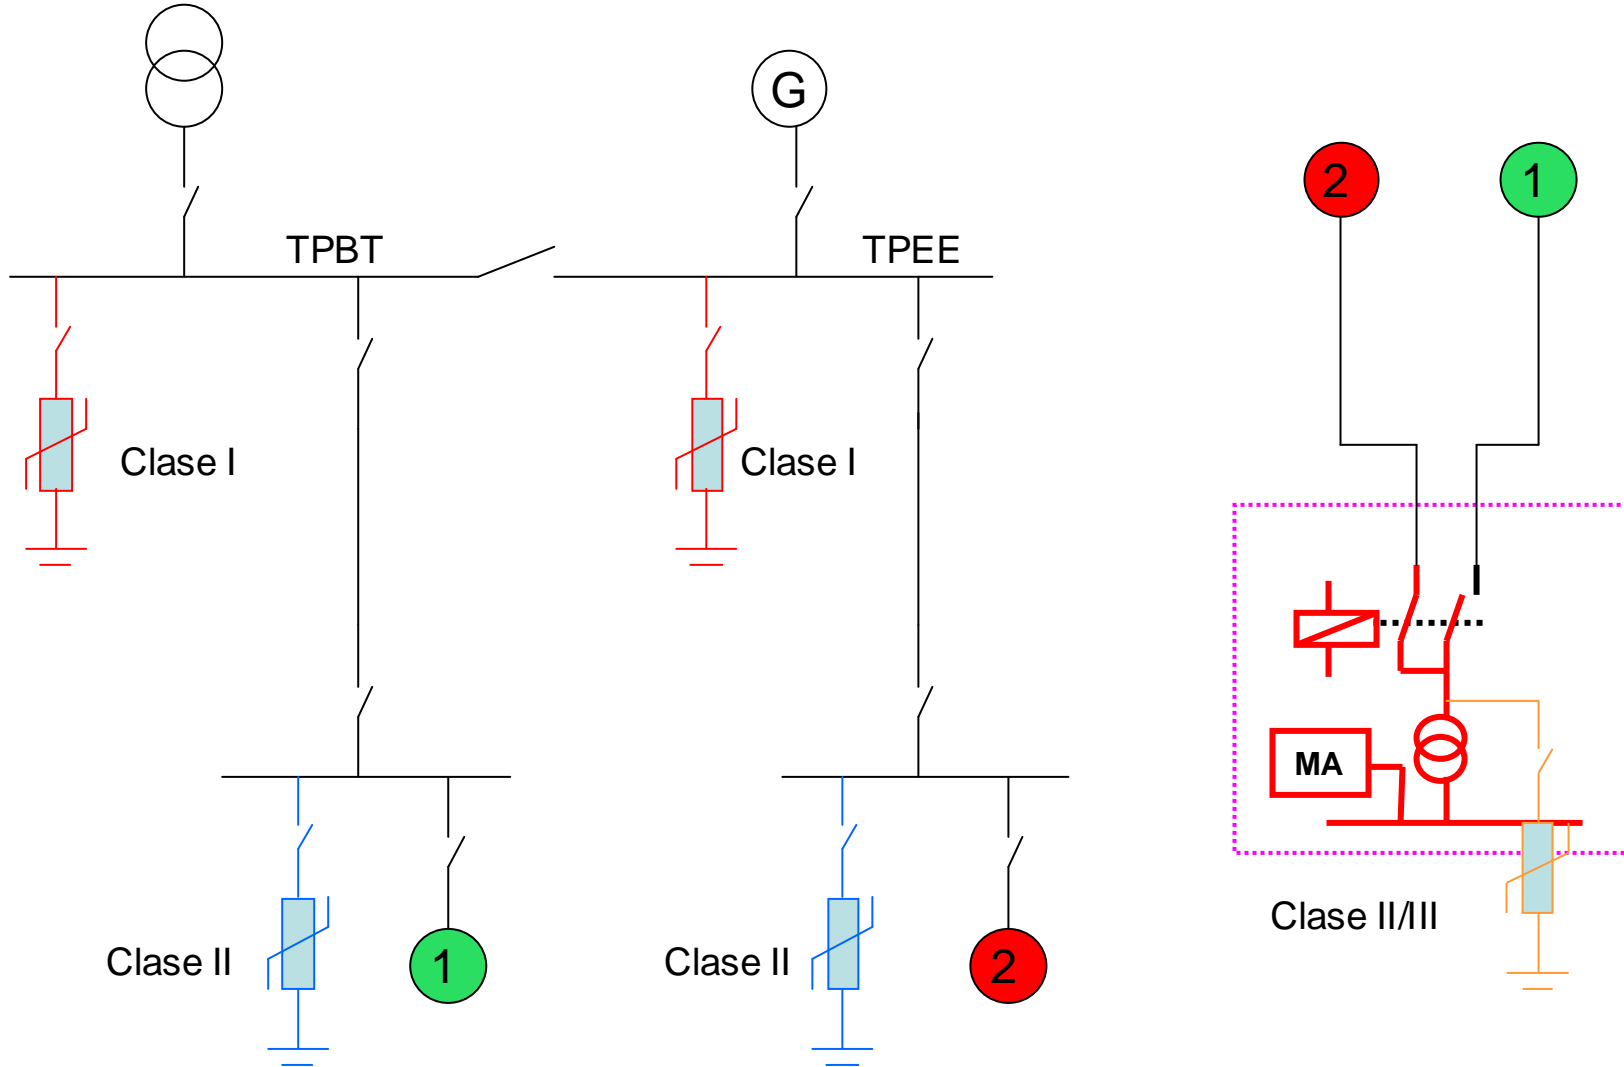 G
2 1
TPBT TPEE
Clase I Clase I
MA
Clase II/III
Clase II 1 Clase II 2